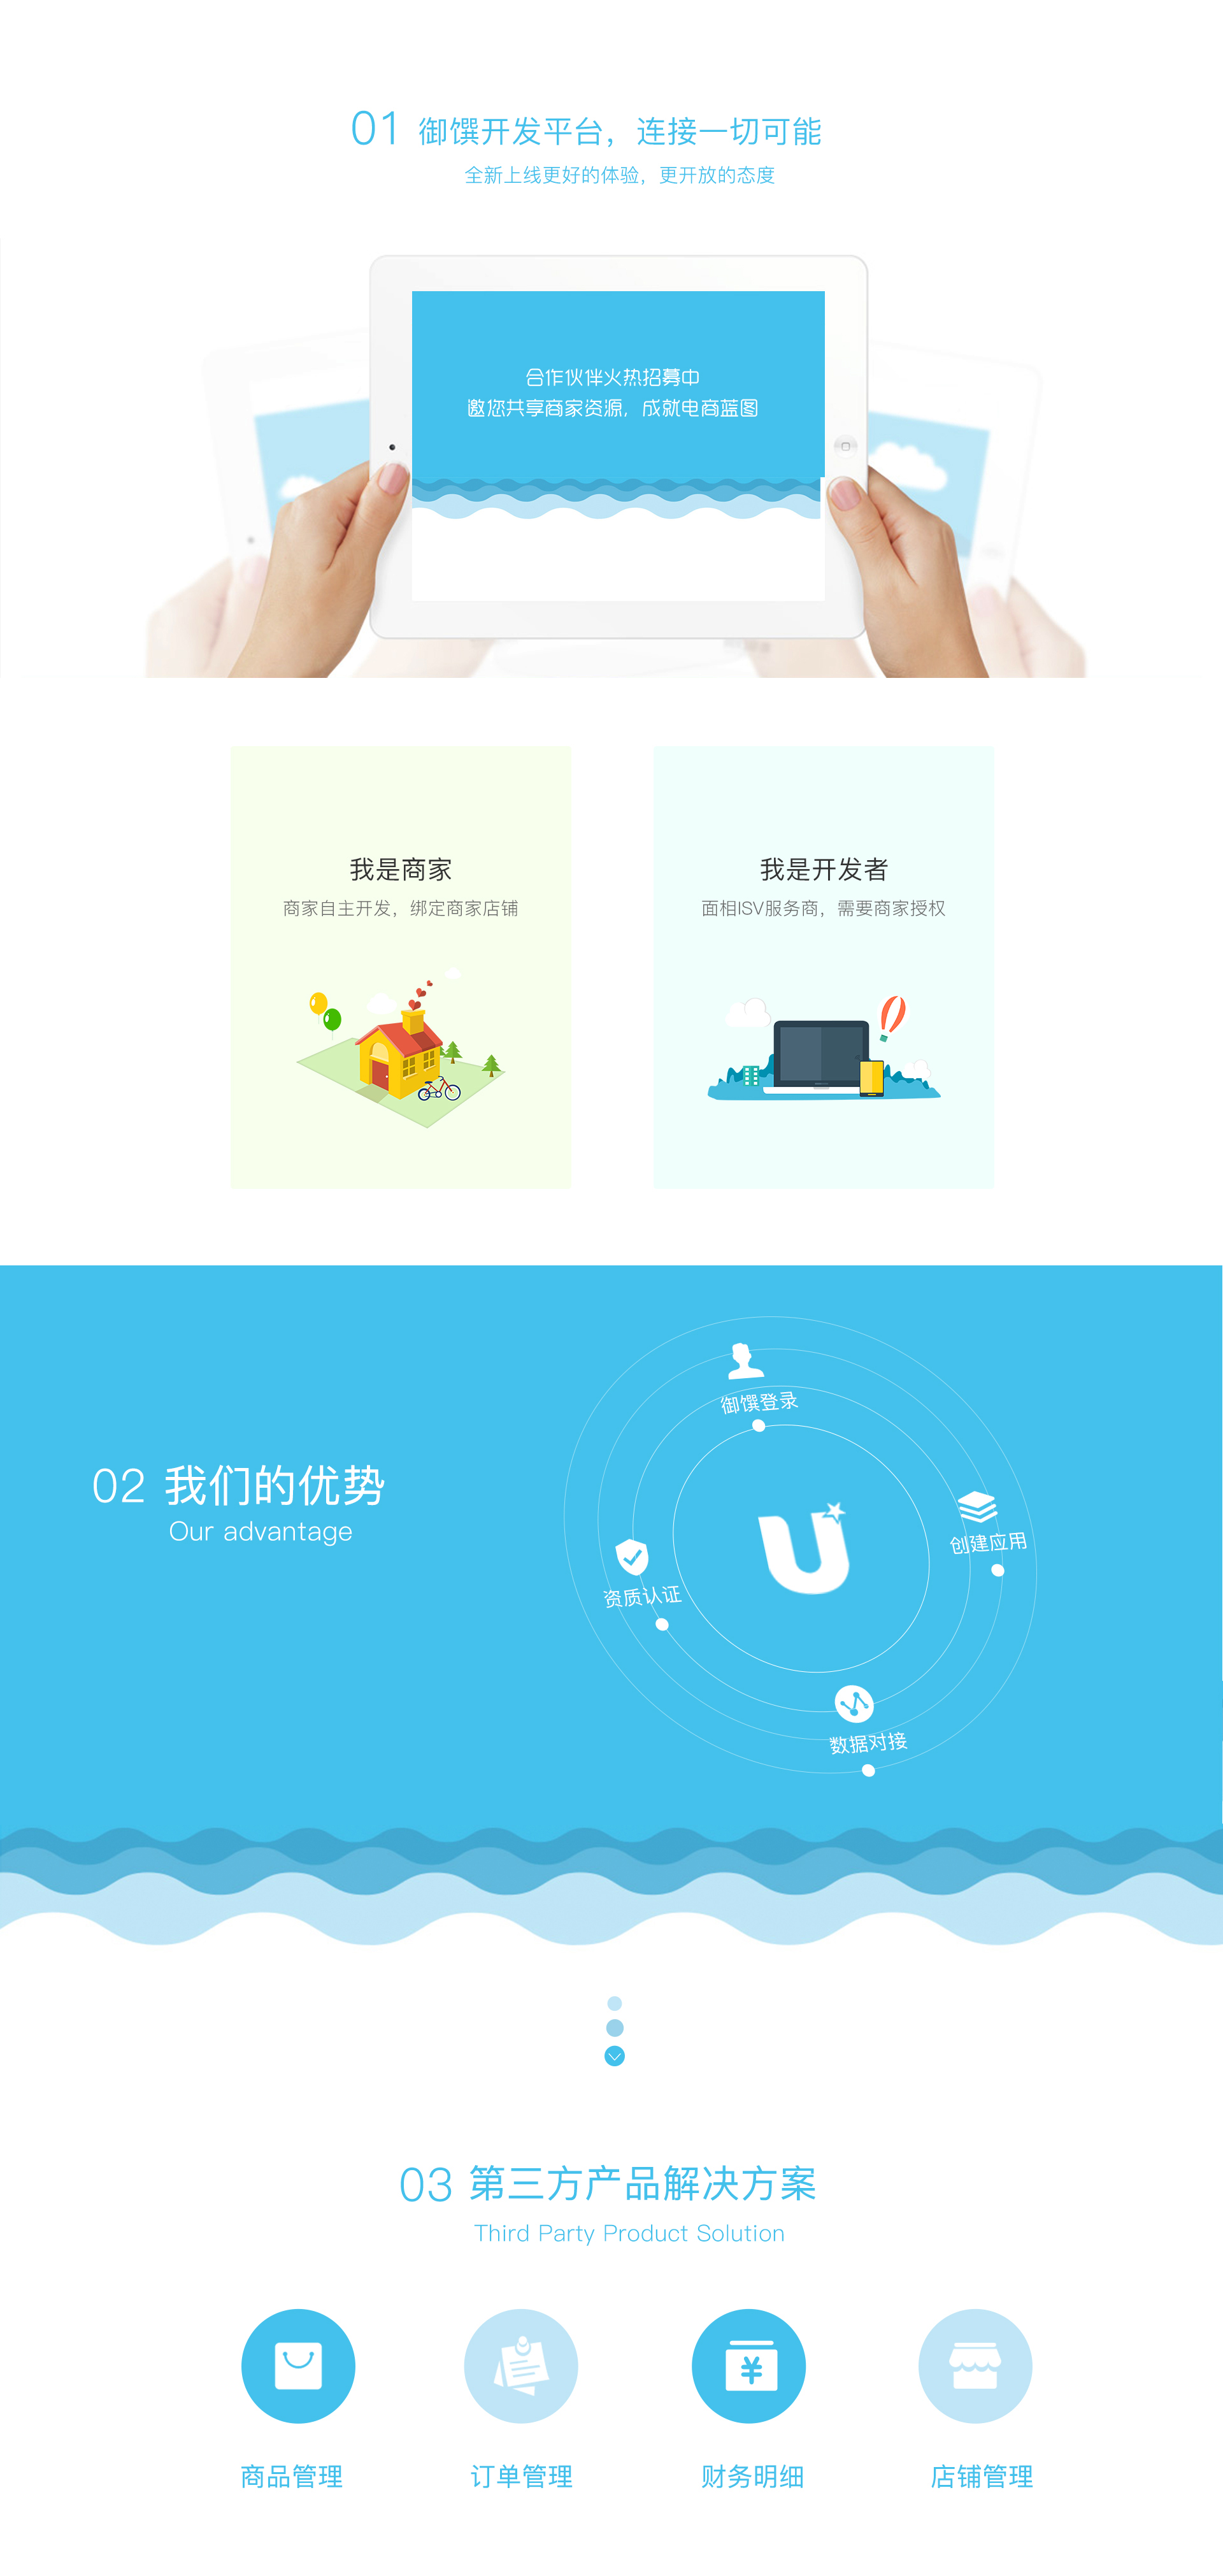 01 御馔开发平台，连接一切可能
全新上线更好的体验，更开放的态度
合作伙伴火热招募中
邀您共享商家资源，成就电商蓝图
我是商家
商家自主开发，绑定商家店铺
我是开发者
面相ISV服务商，需要商家授权
02 我们的优势
Our advantage
御馔登录
创建应用
资质认证
数据对接
U
03 第三方产品解决方案
Third Party Product Solution
商品管理
订单管理
财务明细
店铺管理